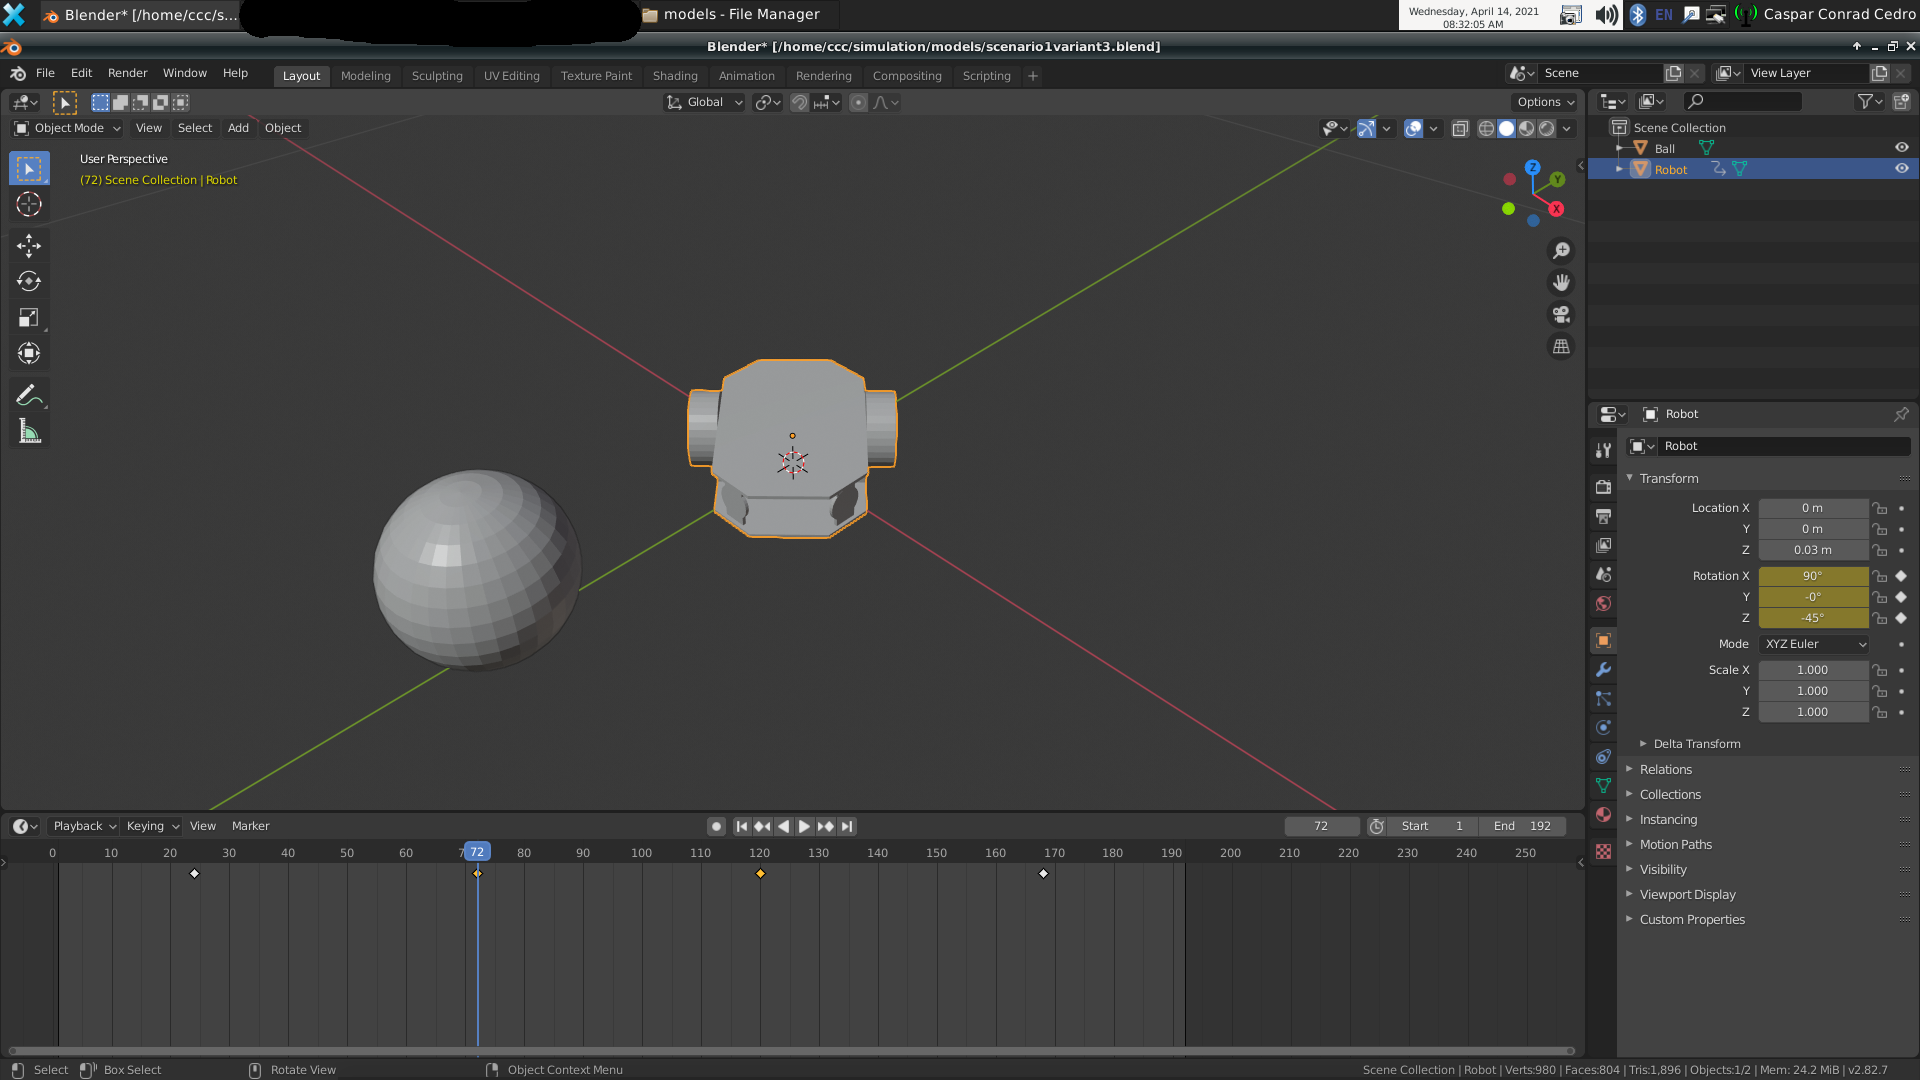 Blender* [/home/ccc/s...
models - File Manager
Wednesday, April 14, 2021
08:32:05 AM
EN
Caspar Conrad Cedro
Blender* [/home/ccc/simulation/models/scenario1variant3.blend]
File Edit Render Window Help
Layout Modeling Sculpting UV Editing Texture Paint Shading Animation Rendering Compositing Scripting +
Scene
View Layer
Global
Options
Object Mode View Select Add Object
User Perspective
(72) Scene Collection | Robot
Z
Y
X
Scene Collection
Ball
Robot
Robot
Robot
Transform
Location X 0 m
Y 0 m
Z 0.03 m
Rotation X 90°
Y -0°
Z -45°
Mode XYZ Euler
Scale X 1.000
Y 1.000
Z 1.000
Delta Transform
Relations
Collections
Instancing
Motion Paths
Visibility
Viewport Display
Custom Properties
Playback Keying View Marker
72
Start 1
End 192
0 10 20 30 40 50 60 72 80 90 100 110 120 130 140 150 160 170 180 190 200 210 220 230 240 250
Select Box Select Rotate View Object Context Menu
Scene Collection | Robot | Verts:980 | Faces:804 | Tris:1,896 | Objects:1/2 | Mem: 24.2 MiB | v2.82.7